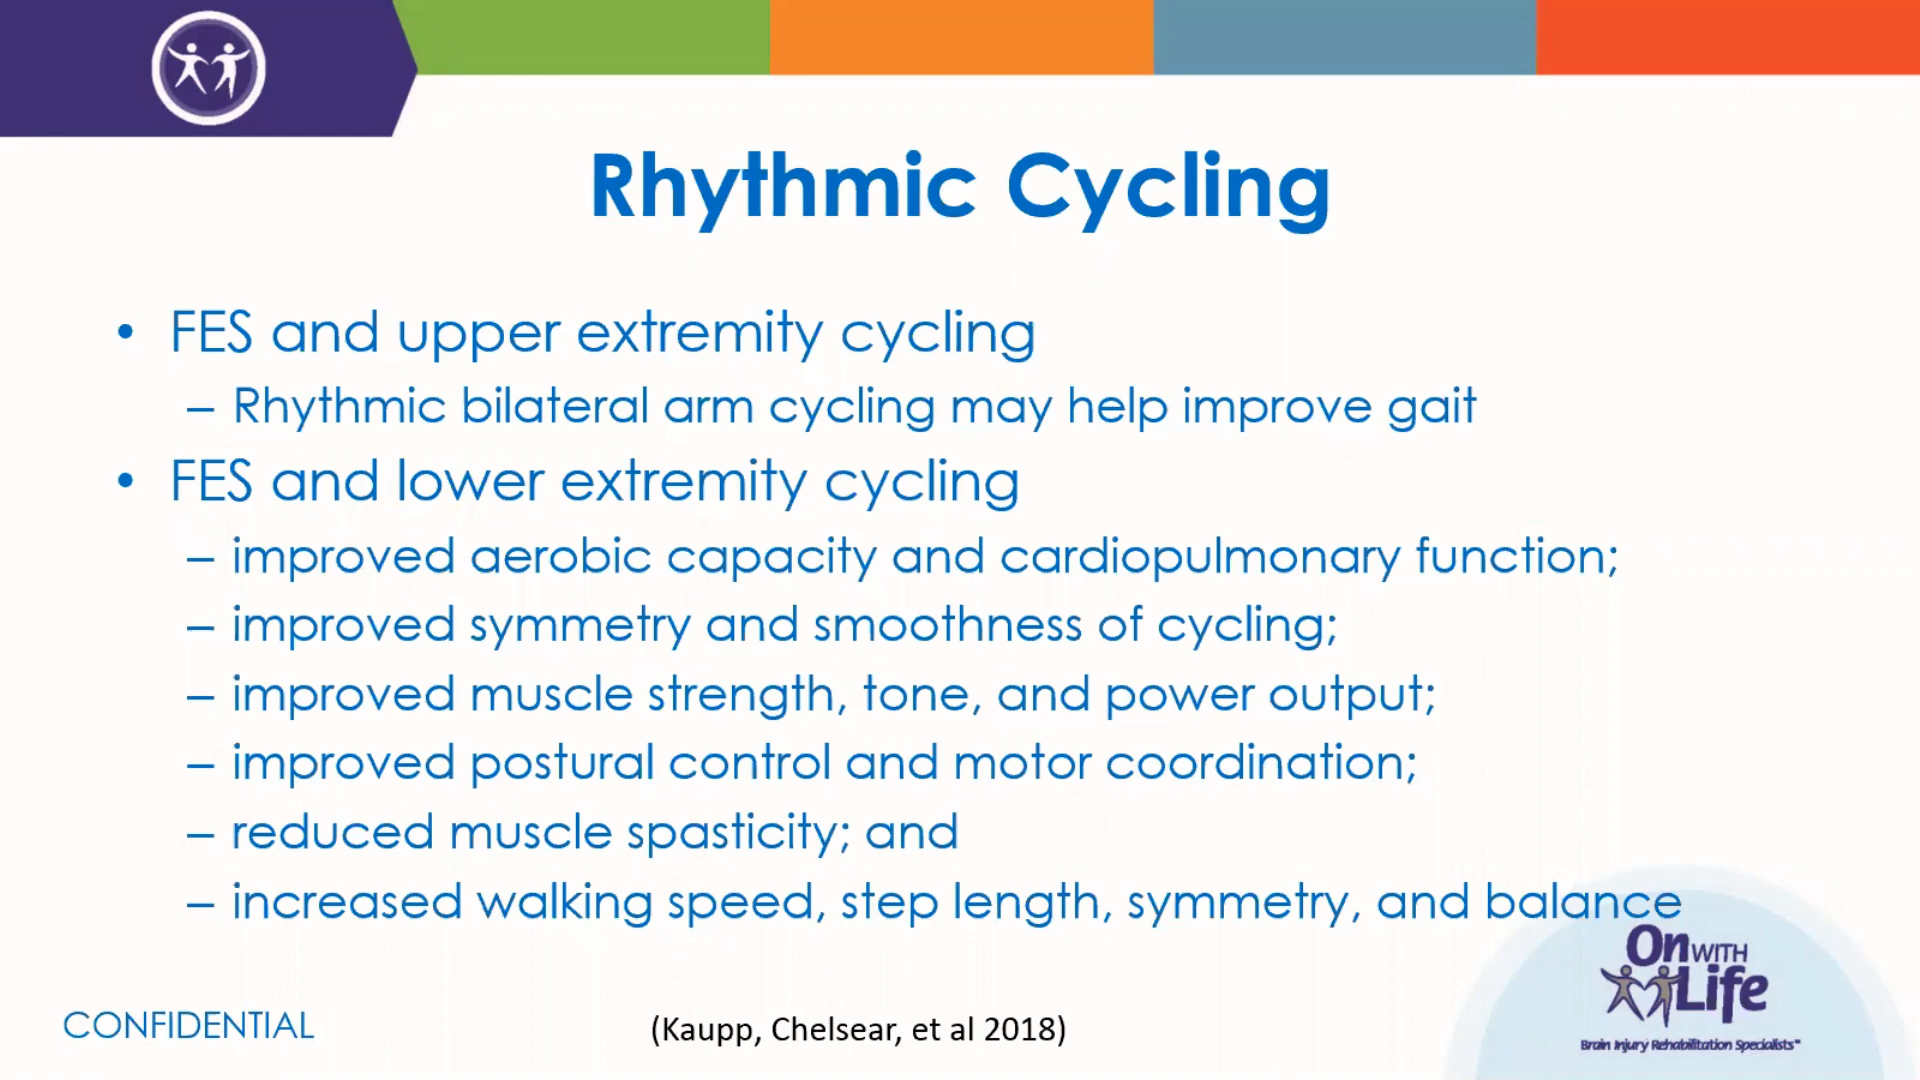 Rhythmic Cycling
• FES and upper extremity cycling
– Rhythmic bilateral arm cycling may help improve gait
• FES and lower extremity cycling
– improved aerobic capacity and cardiopulmonary function;
– improved symmetry and smoothness of cycling;
– improved muscle strength, tone, and power output;
– improved postural control and motor coordination;
– reduced muscle spasticity; and
– increased walking speed, step length, symmetry, and balance
On WITH
Life
Brain Injury Rehabilitation Specialists™
CONFIDENTIAL
(Kaupp, Chelsear, et al 2018)